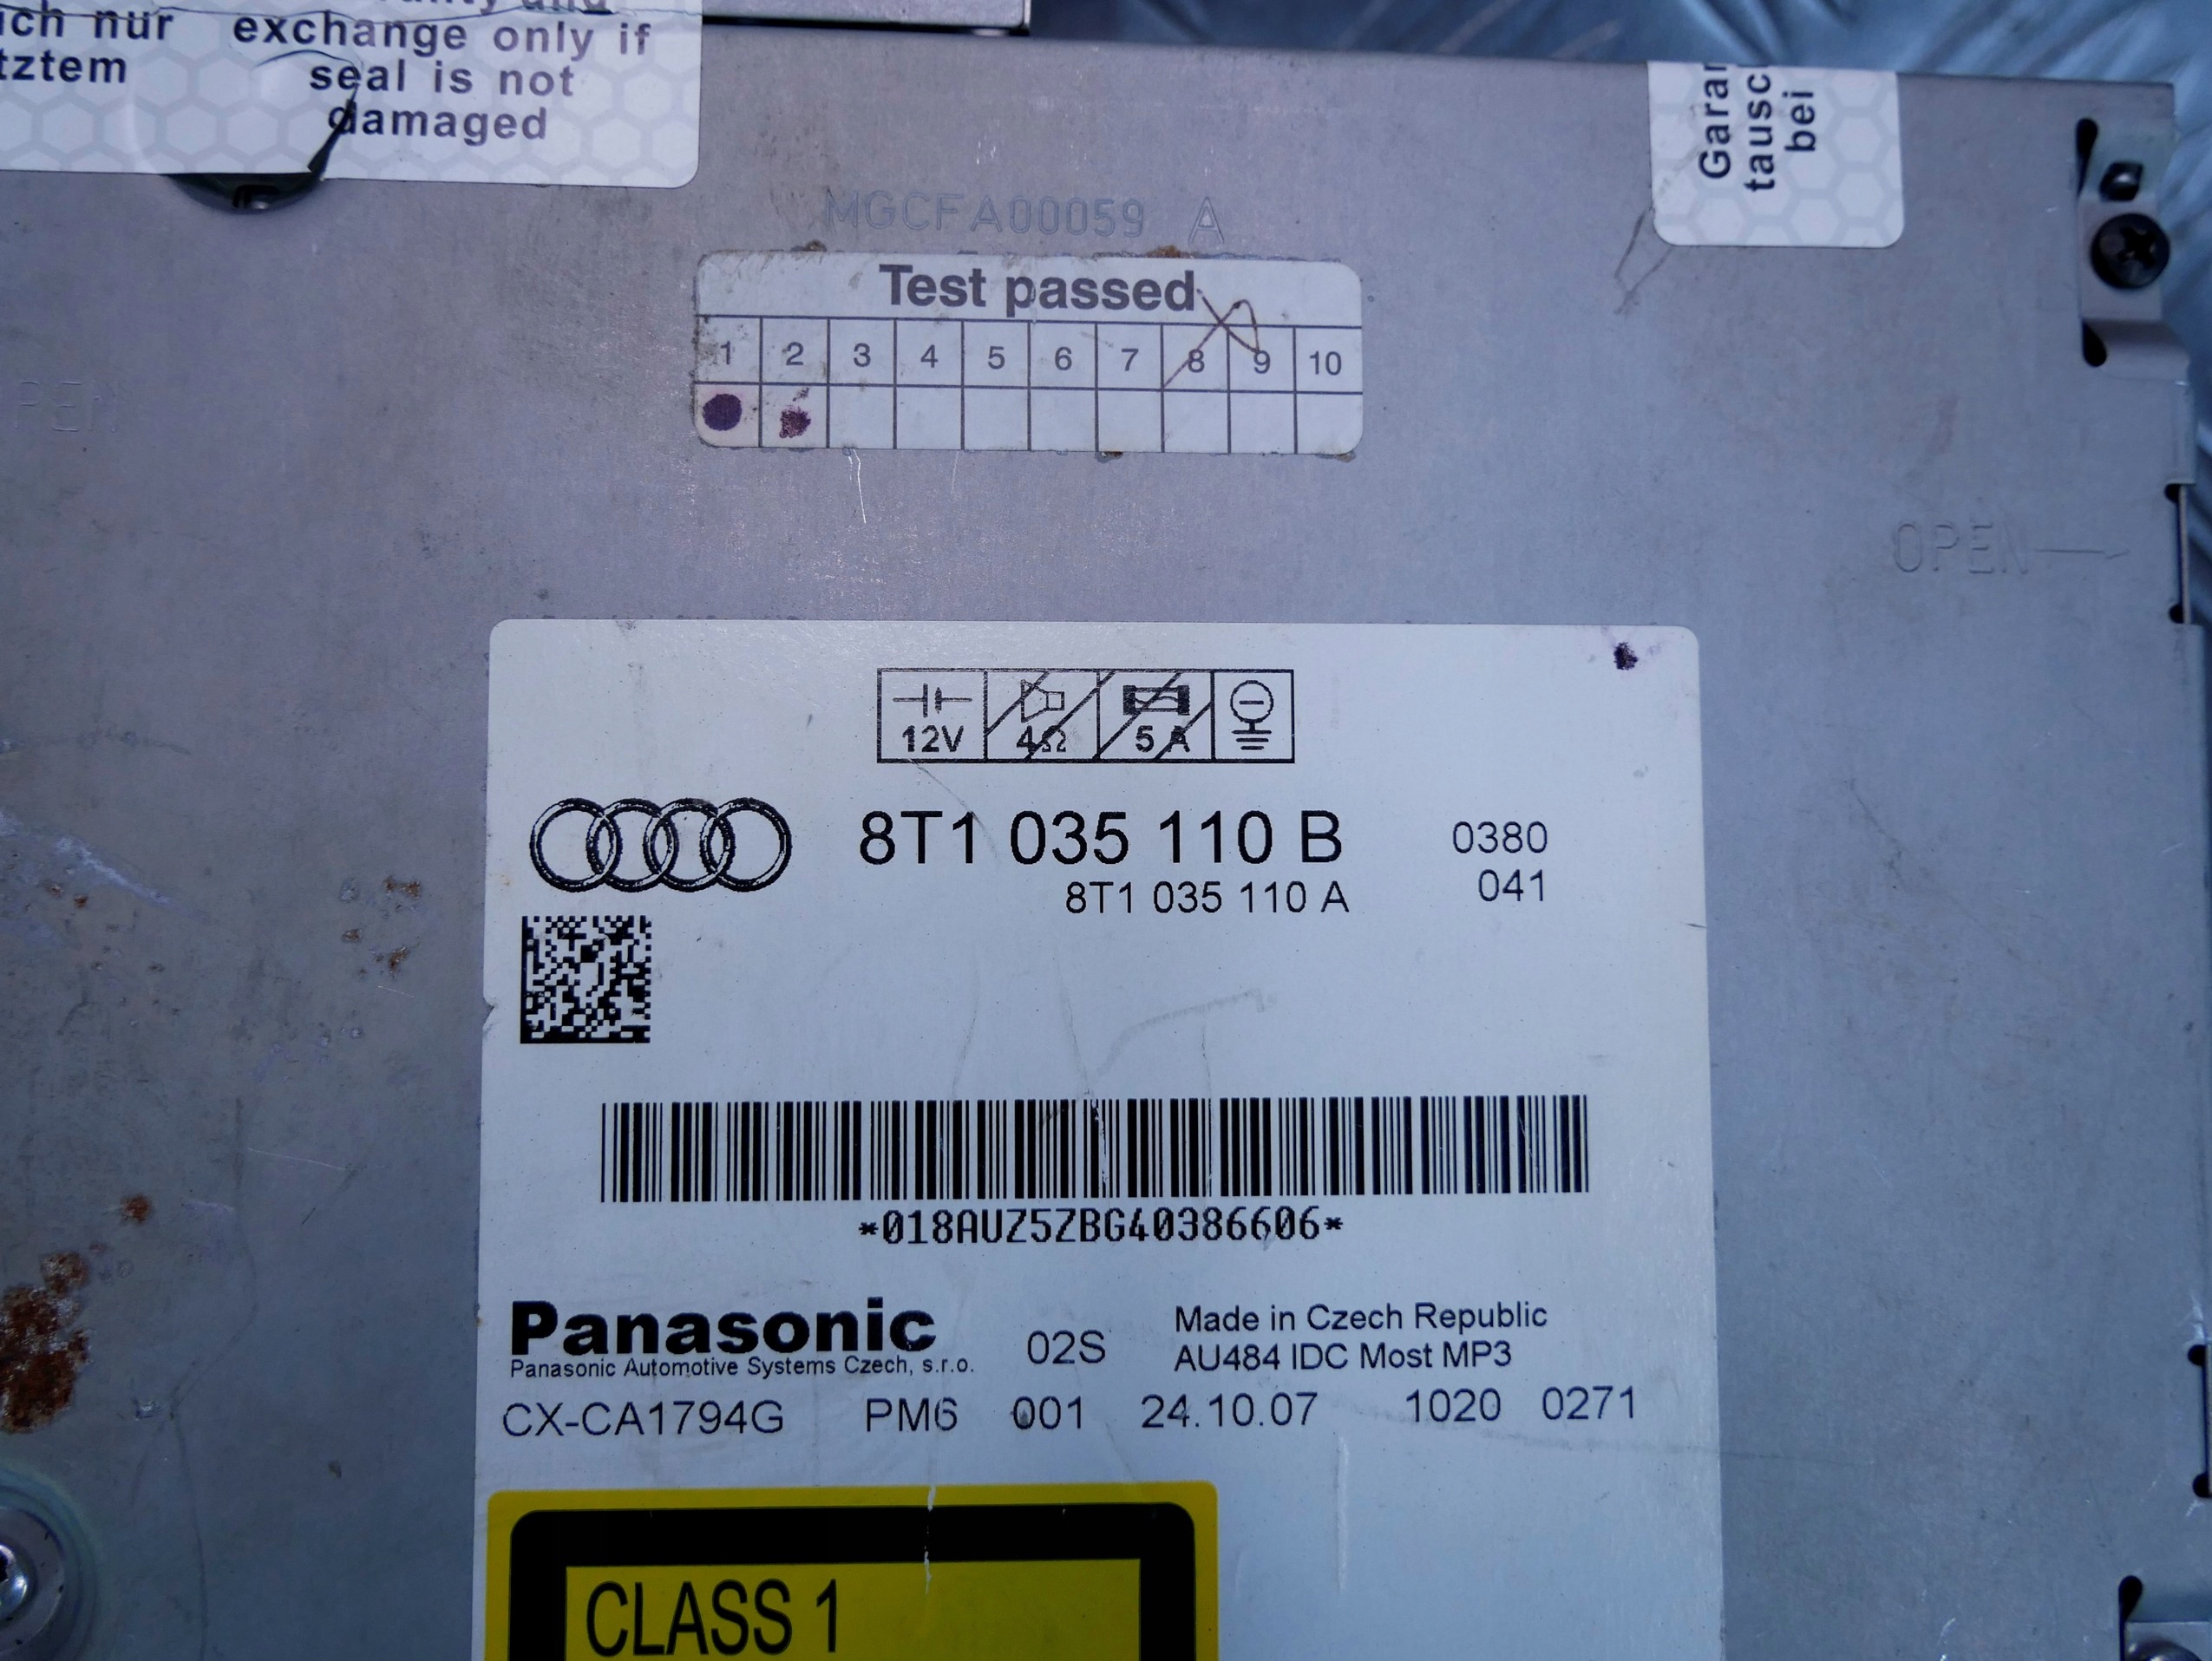 ich nur
tztem
exchange only if
seal is not
damaged
Garan
tausc
bei
MGCFA00059 A
Test passed
1 2 3 4 5 6 7 8 9 10
OPEN
12V 4Ω 5 A
8T1 035 110 B 0380
8T1 035 110 A 041
*018AUZ5ZBG40386606*
Panasonic
Panasonic Automotive Systems Czech, s.r.o.
02S
Made in Czech Republic
AU484 IDC Most MP3
CX-CA1794G PM6 001 24.10.07 1020 0271
CLASS 1